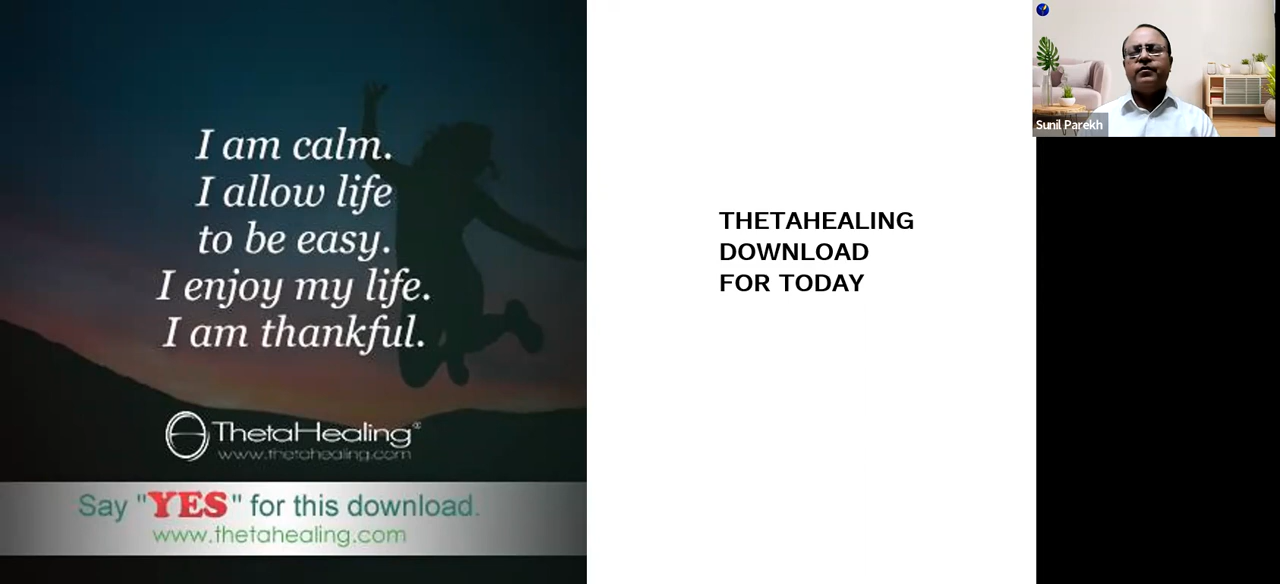 I am calm.
I allow life
to be easy.
I enjoy my life.
I am thankful.
ThetaHealing®
www.thetahealing.com
Say "YES" for this download.
www.thetahealing.com
THETAHEALING
DOWNLOAD
FOR TODAY
Sunil Parekh